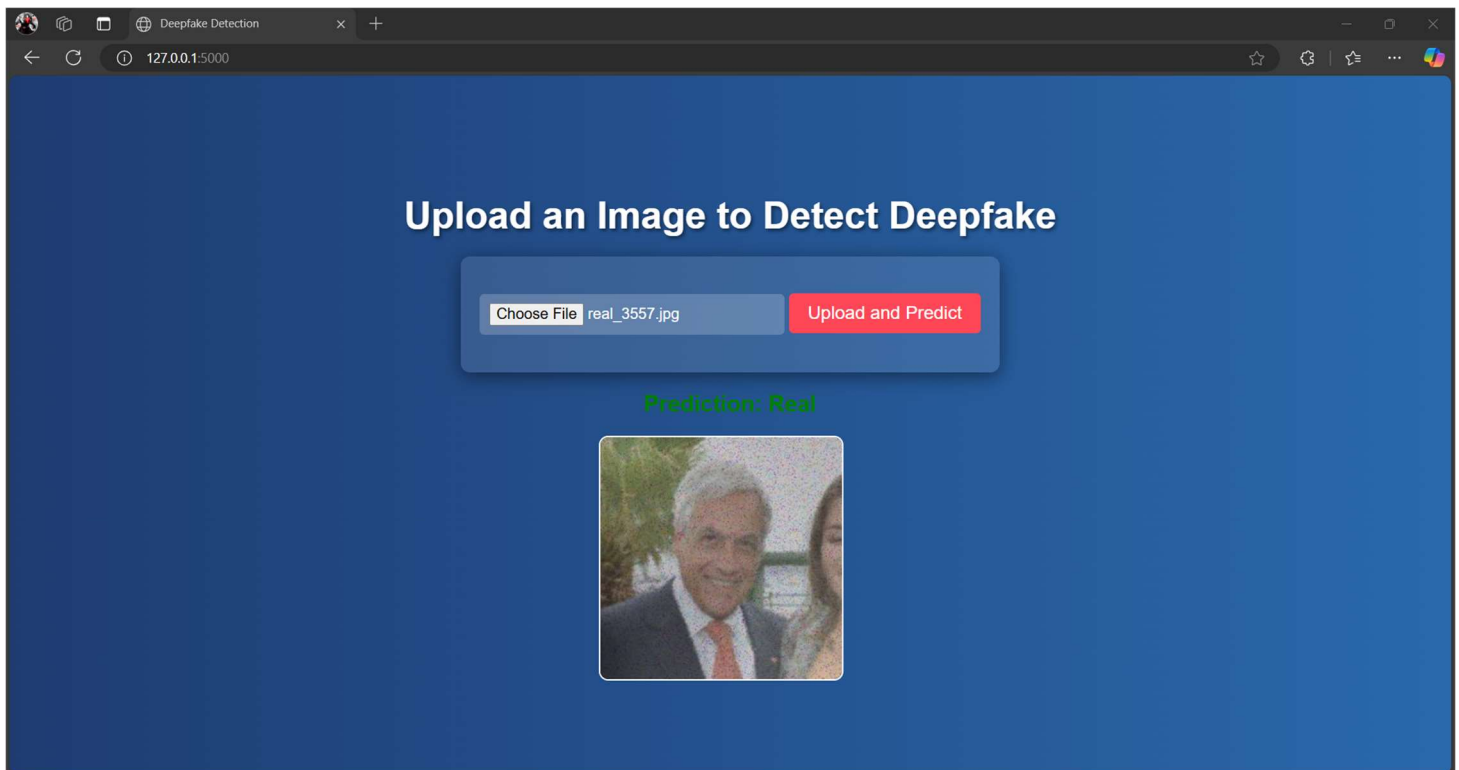 Deepfake Detection
127.0.0.1:5000
Upload an Image to Detect Deepfake
Choose File real_3557.jpg Upload and Predict
Prediction: Real